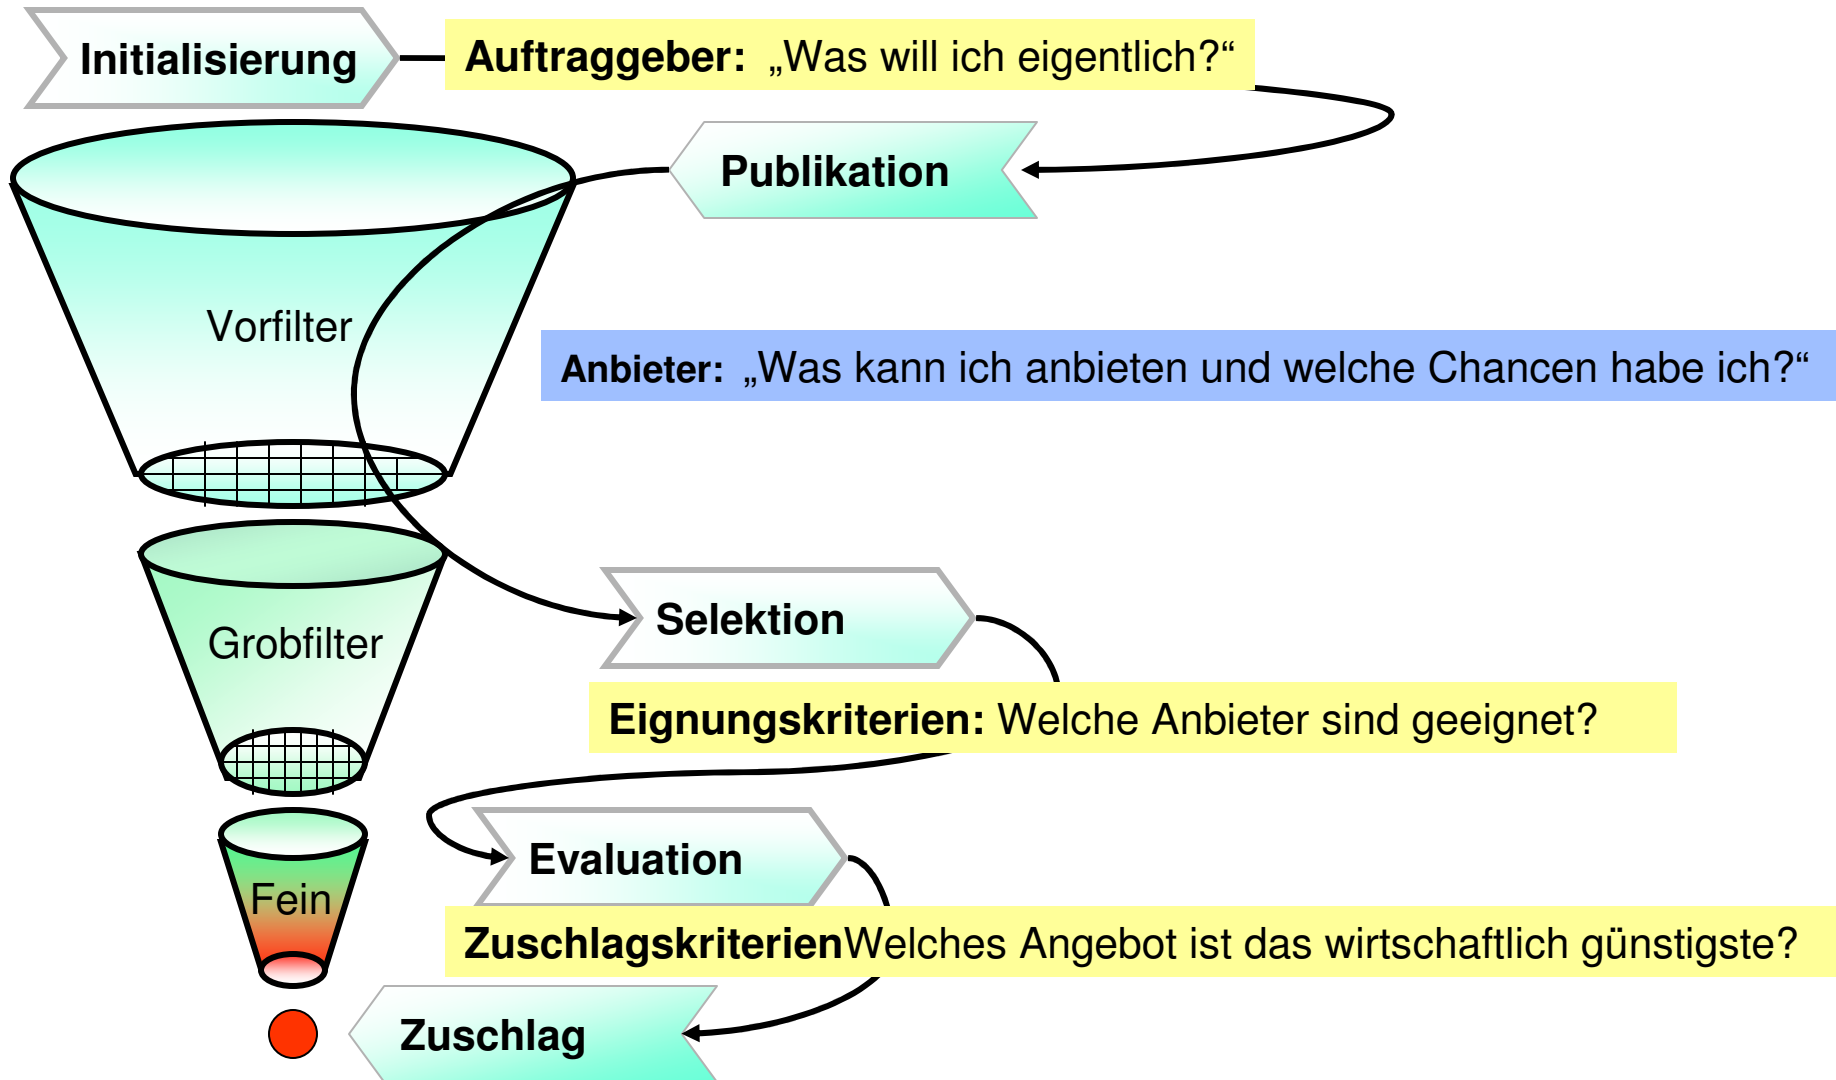 Initialisierung
Auftraggeber: „Was will ich eigentlich?“
Publikation
Vorfilter
Anbieter: „Was kann ich anbieten und welche Chancen habe ich?“
Selektion
Grobfilter
Eignungskriterien: Welche Anbieter sind geeignet?
Evaluation
Fein
ZuschlagskriterienWelches Angebot ist das wirtschaftlich günstigste?
Zuschlag